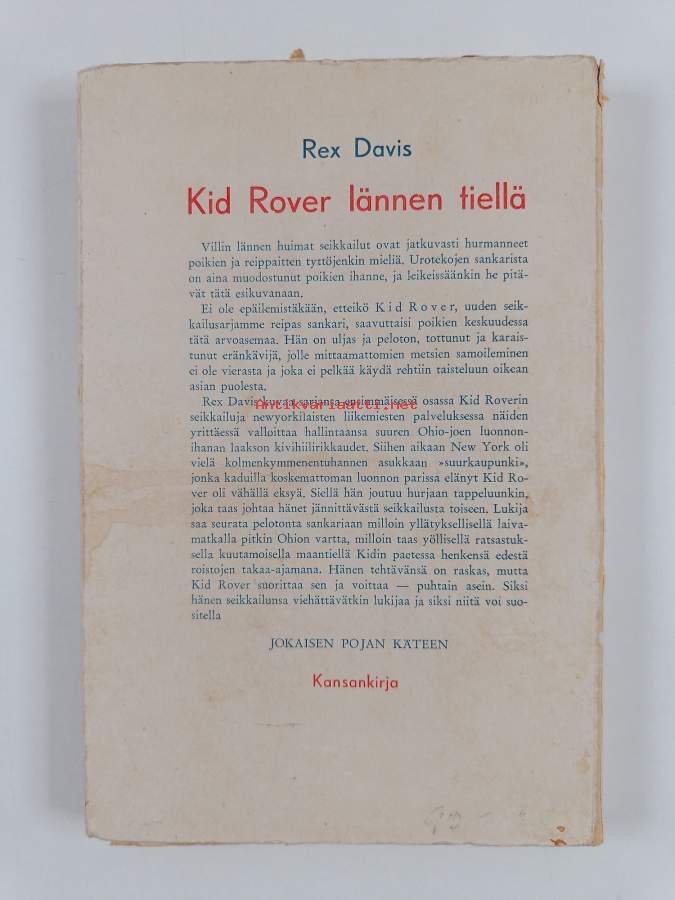 Rex Davis
Kid Rover lännen tiellä
Villin lännen huimat seikkailut ovat jatkuvasti hurmanneet
poikien ja reippaitten tyttöjenkin mieliä. Urotekojen sankarista
on aina muodostunut poikien ihanne, ja leikeissäänkin he pitä-
vät tätä esikuvanaan.
Ei ole epäilemistäkään, etteikö Kid Rover, uuden seik-
kailusarjamme reipas sankari, saavuttaisi poikien keskuudessa
tätä arvoasemaa. Hän on uljas ja peloton, tottunut ja karais-
tunut eränkävijä, jolle mittaamattomien metsien samoileminen
ei ole vierasta ja joka ei pelkää käydä rehtiin taisteluun oikean
asian puolesta.
Rex Davis kuvaa sarjansa ensimmäisessä osassa Kid Roverin
Antikvariaatti.net
seikkailuja newyorkilaisten liikemiesten palveluksessa näiden
yrittäessä valloittaa hallintaansa suuren Ohio-joen luonnon-
ihanan laakson kivihiilirikkaudet. Siihen aikaan New York oli
vielä kolmenkymmenentuhannen asukkaan »suurkaupunki»,
jonka kaduilla koskemattoman luonnon parissa elänyt Kid Ro-
ver oli vähällä eksyä. Siellä hän joutuu hurjaan tappeluunkin,
joka taas johtaa hänet jännittävästä seikkailusta toiseen. Lukija
saa seurata pelotonta sankariaan milloin yllätyksellisellä laiva-
matkalla pitkin Ohion vartta, milloin taas yöllisellä ratsastuk-
sella kuutamoisella maantiellä Kidin paetessa henkensä edestä
roistojen takaa-ajamana. Hänen tehtävänsä on raskas, mutta
Kid Rover suorittaa sen ja voittaa — puhtain asein. Siksi
hänen seikkailunsa viehättävätkin lukijaa ja siksi niitä voi suo-
sitella
JOKAISEN POJAN KÄTEEN
Kansankirja